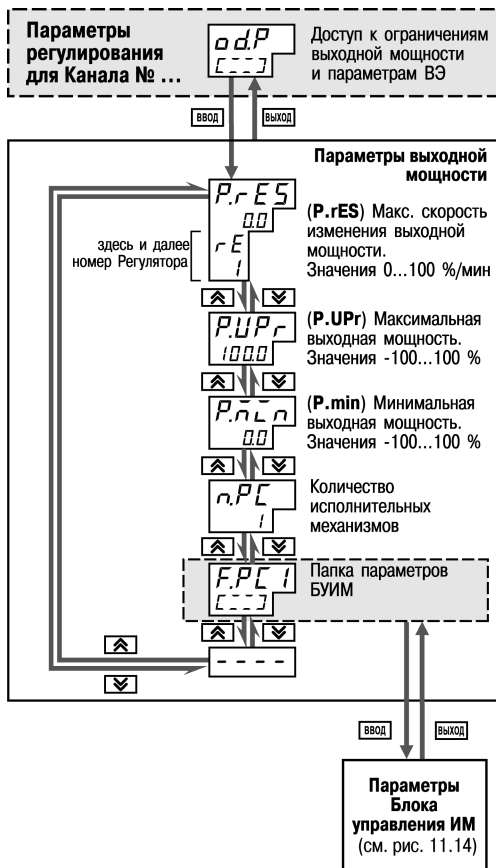 Параметры
регулирования
для Канала № ...
od.P
[---]
Доступ к ограничениям
выходной мощности
и параметрам ВЭ
ВВОД
ВЫХОД
Параметры выходной
мощности
P.rES
0.0
rE
1
здесь и далее
номер Регулятора
(P.rES) Макс. скорость
изменения выходной
мощности.
Значения 0...100 %/мин
P.UPr
100.0
(P.UPr) Максимальная
выходная мощность.
Значения -100...100 %
P.min
0.0
(P.min) Минимальная
выходная мощность.
Значения -100...100 %
n.PC
1
Количество
исполнительных
механизмов
F.PC1
[---]
Папка параметров
БУИМ
----
ВВОД
ВЫХОД
Параметры
Блока
управления ИМ
(см. рис. 11.14)